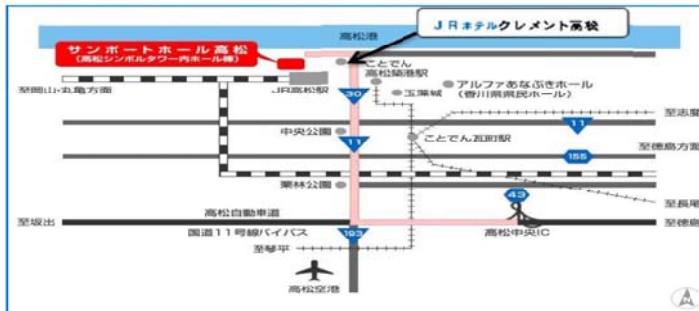 高松港
JRホテルクレメント高松
サンポートホール高松
(高松シンボルタワー内ホール棟)
ことでん
高松築港駅
アルファあなぶきホール
(香川県県民ホール)
至岡山・丸亀方面
JR高松駅
玉藻城
30
至志度
中央公園
11
ことでん瓦町駅
11
至徳島方面
155
栗林公園
43
至長尾
高松自動車道
至坂出
国道11号線バイパス
193
高松中央IC
至徳島
至琴平
高松空港